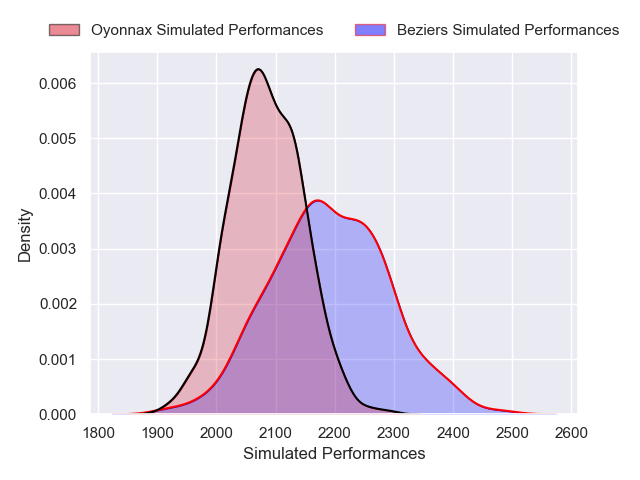 Oyonnax Simulated Performances Beziers Simulated Performances
0.006
0.005
0.004
0.003
0.002
0.001
0.000
Density
1800 1900 2000 2100 2200 2300 2400 2500 2600
Simulated Performances